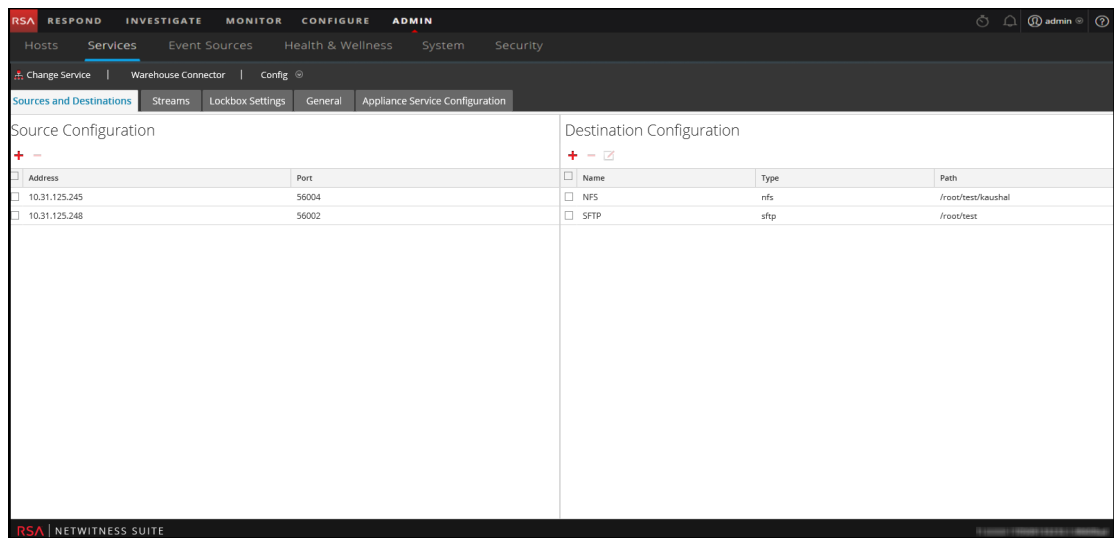 RSA RESPOND INVESTIGATE MONITOR CONFIGURE ADMIN admin ?
Hosts Services Event Sources Health & Wellness System Security
Change Service | Warehouse Connector | Config
Sources and Destinations Streams Lockbox Settings General Appliance Service Configuration
Source Configuration
Address Port
10.31.125.245 56004
10.31.125.248 56002
Destination Configuration
Name Type Path
NFS nfs /root/test/kaushal
SFTP sftp /root/test
RSA | NETWITNESS SUITE